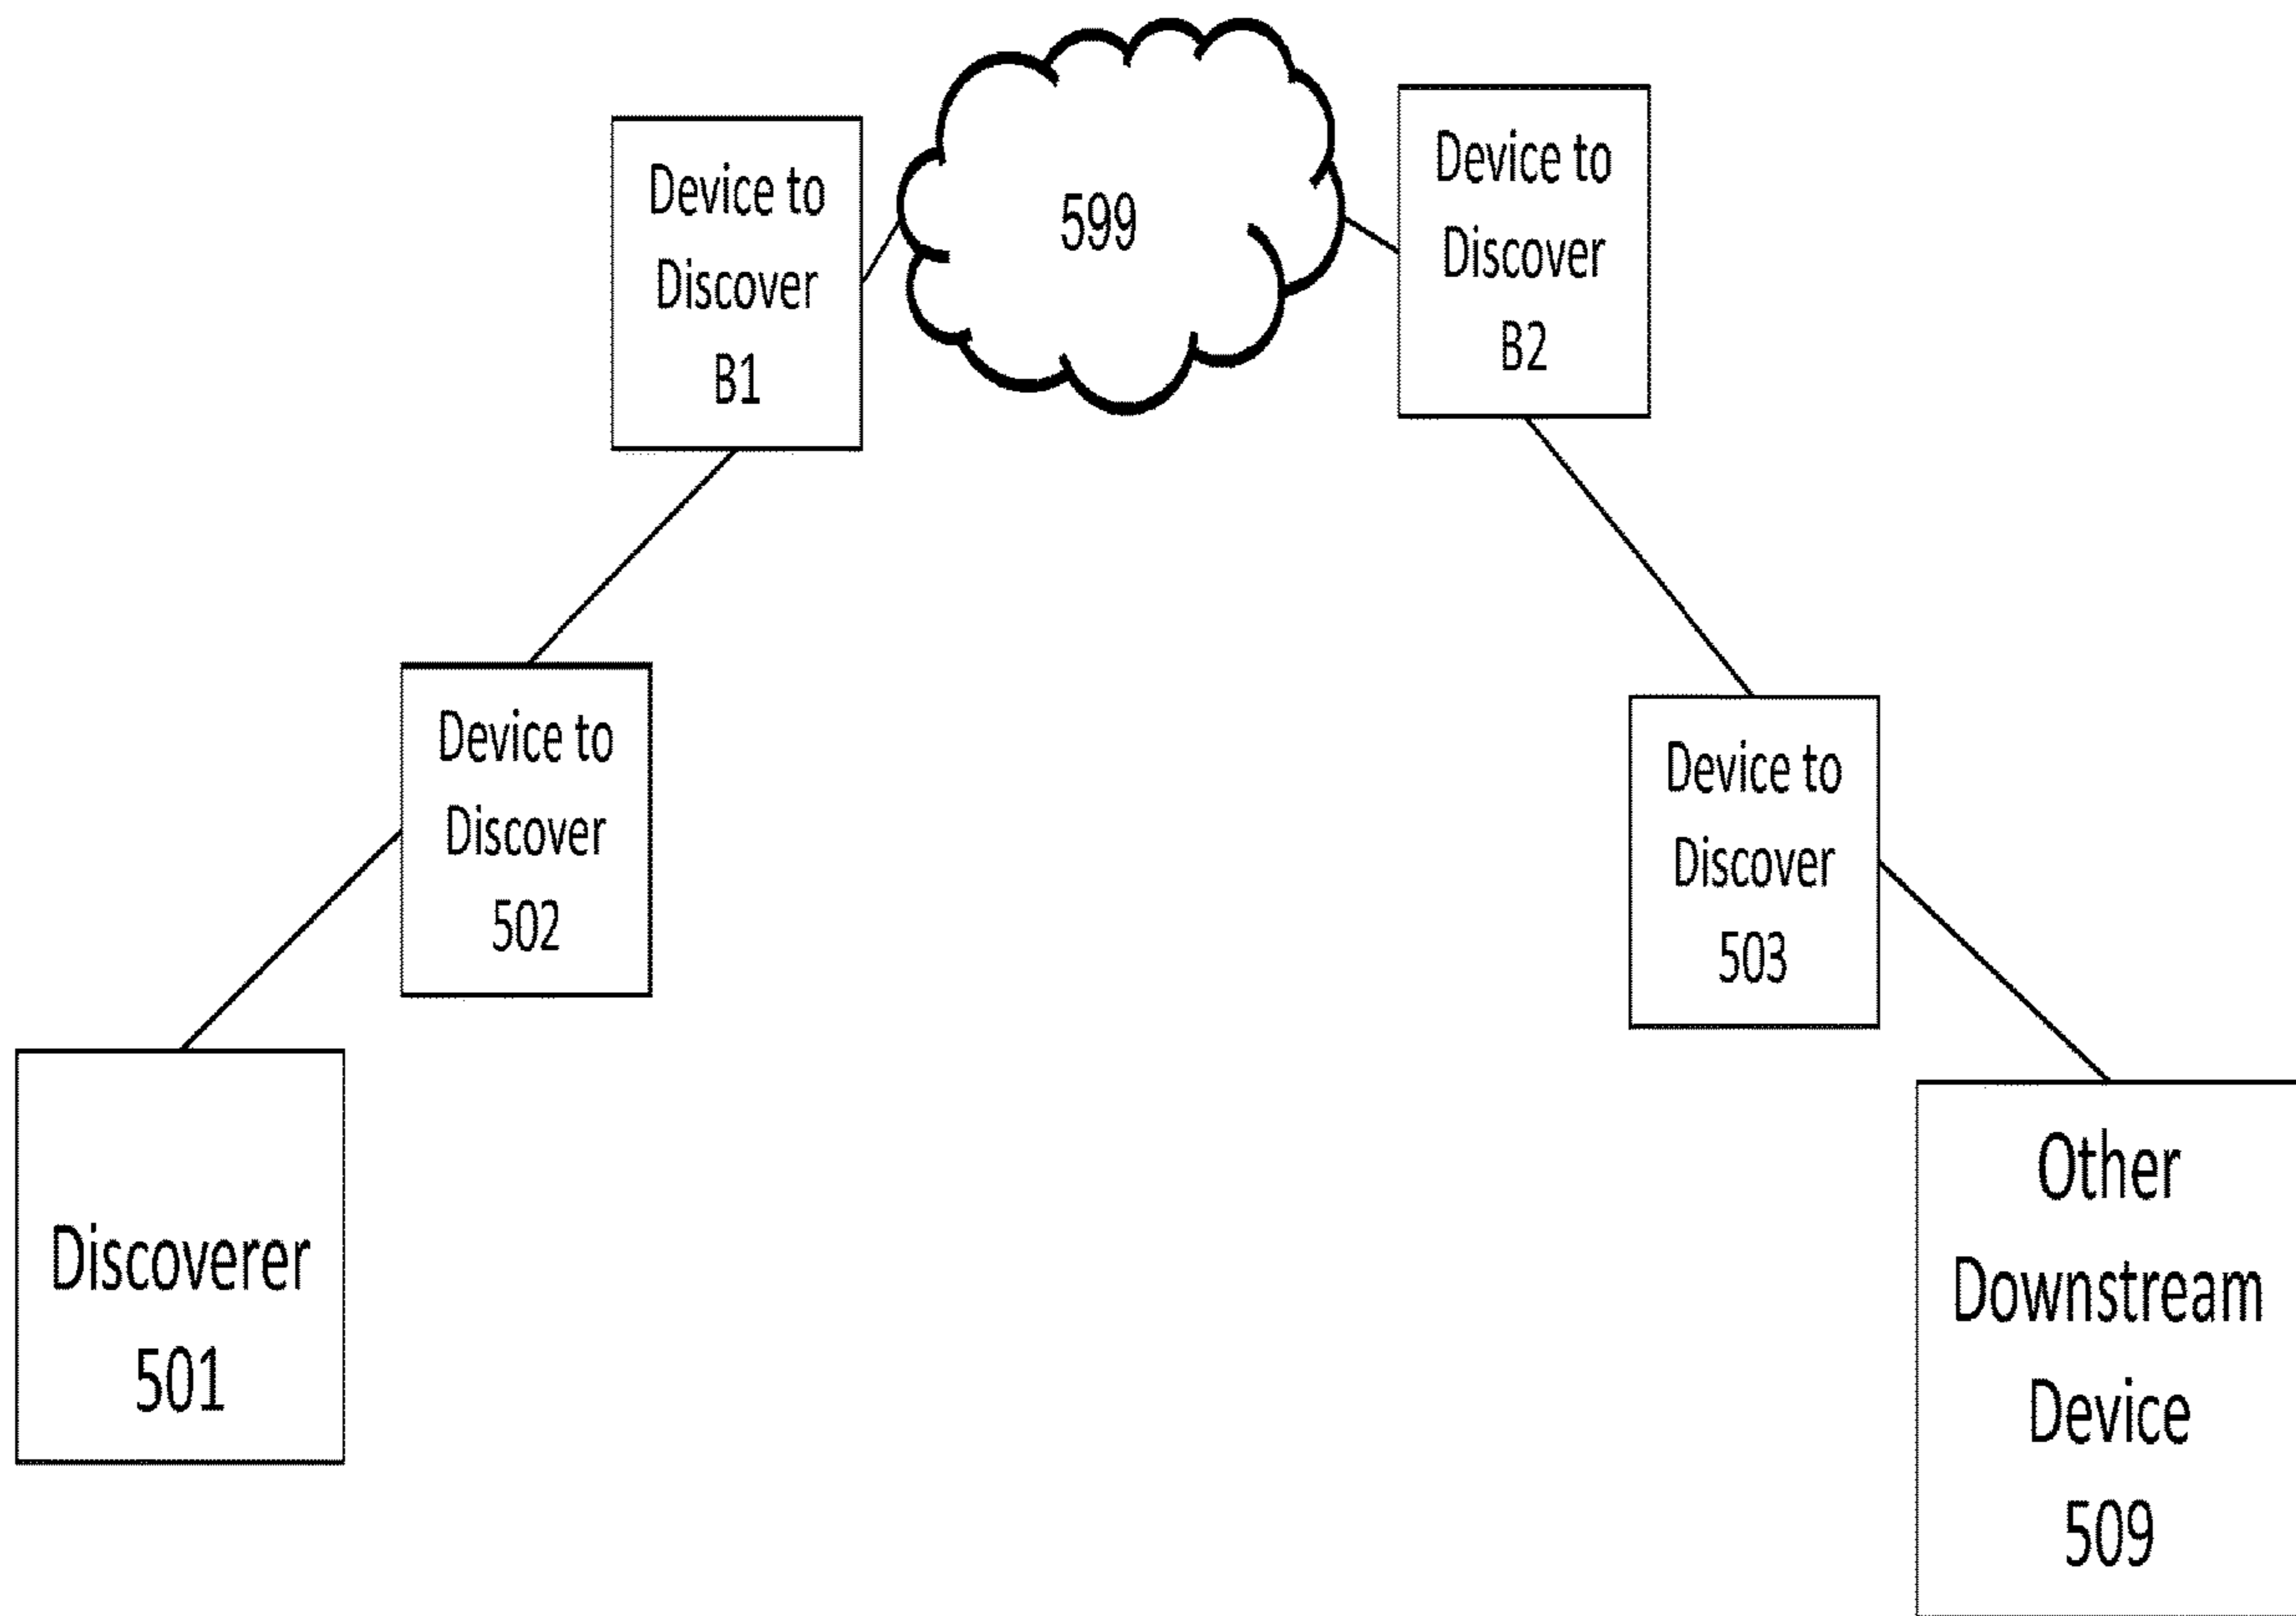 599
Device to
Discover
B1
Device to
Discover
B2
Device to
Discover
502
Device to
Discover
503
Discoverer
501
Other
Downstream
Device
509